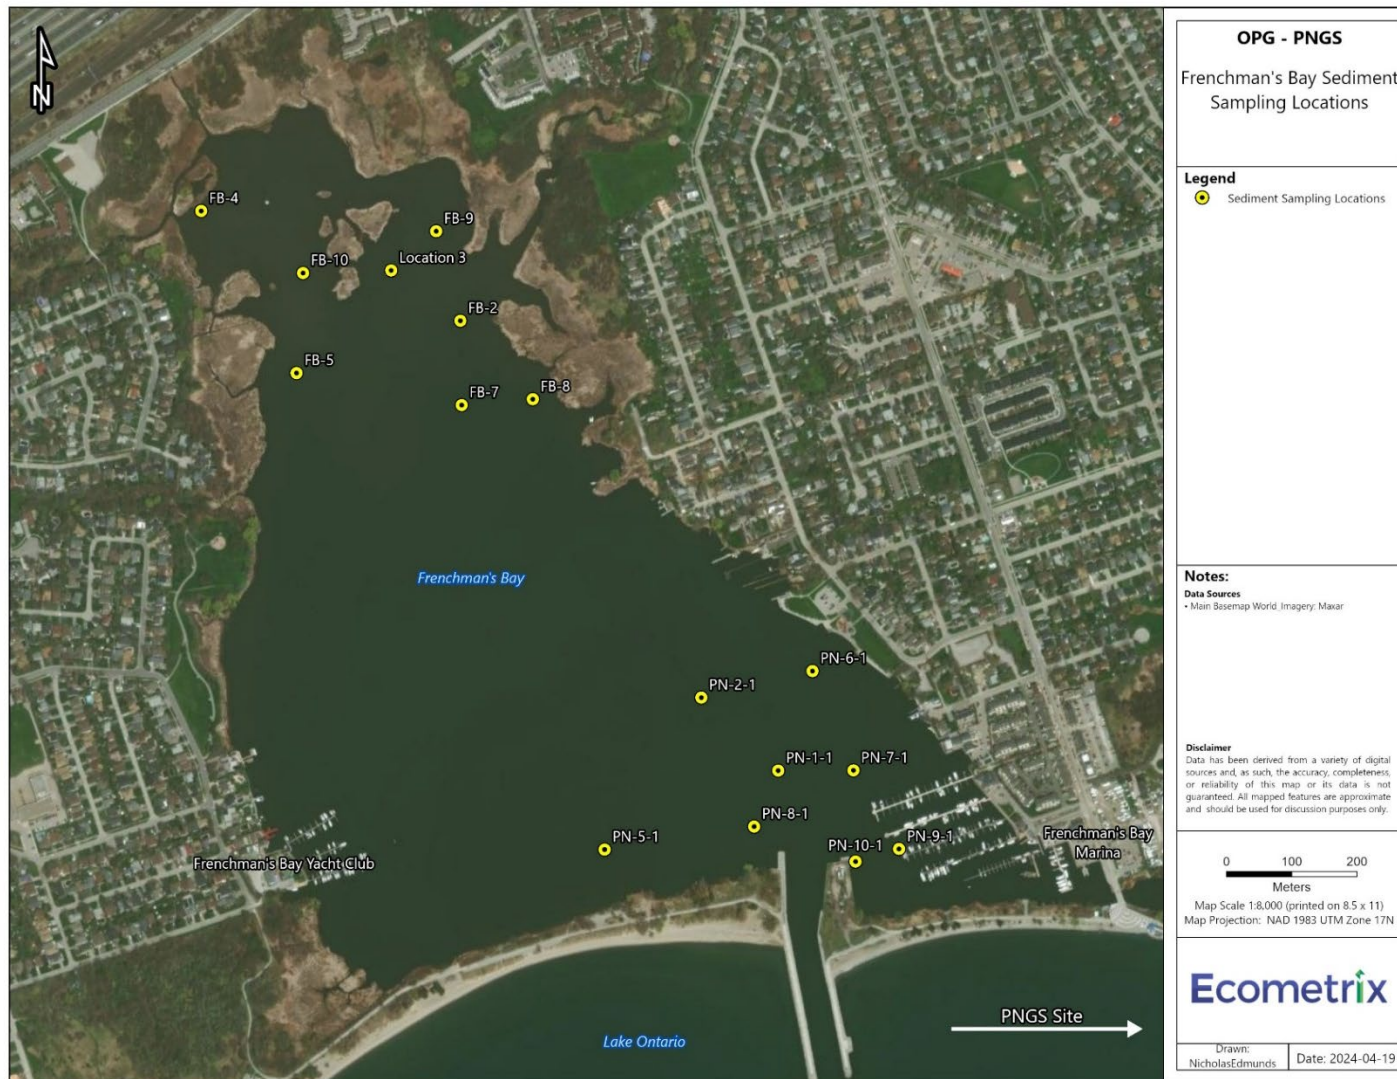 N
FB-4
FB-9
FB-10
Location 3
FB-2
FB-5
FB-7
FB-8
Frenchman's Bay
PN-6-1
PN-2-1
PN-1-1
PN-7-1
PN-8-1
PN-5-1
PN-10-1
PN-9-1
Frenchman's Bay Yacht Club
Frenchman's Bay
Marina
PNGS Site
Lake Ontario
OPG - PNGS
Frenchman's Bay Sediment
Sampling Locations
Legend
Sediment Sampling Locations
Notes:
Data Sources
• Main Basemap World_Imagery: Maxar
Disclaimer
Data has been derived from a variety of digital
sources and, as such, the accuracy, completeness,
or reliability of this map or its data is not
guaranteed. All mapped features are approximate
and should be used for discussion purposes only.
0 100 200
Meters
Map Scale 1:8,000 (printed on 8.5 x 11)
Map Projection: NAD 1983 UTM Zone 17N
Ecometrix
Drawn:
NicholasEdmunds
Date: 2024-04-19